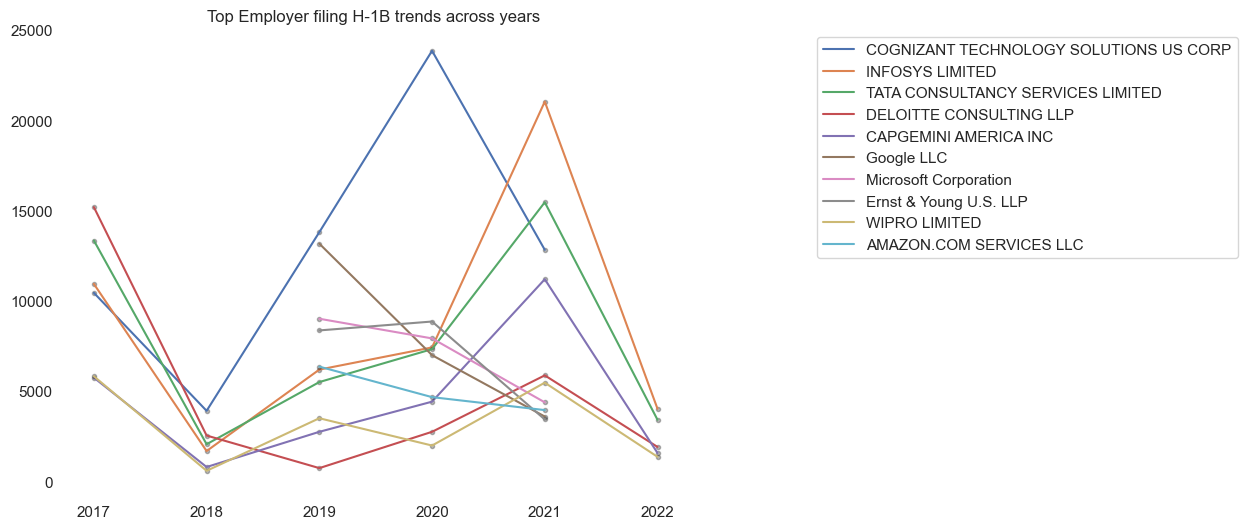 Top Employer filing H-1B trends across years
25000
20000
15000
10000
5000
0
2017
2018
2019
2020
2021
2022
COGNIZANT TECHNOLOGY SOLUTIONS US CORP
INFOSYS LIMITED
TATA CONSULTANCY SERVICES LIMITED
DELOITTE CONSULTING LLP
CAPGEMINI AMERICA INC
Google LLC
Microsoft Corporation
Ernst & Young U.S. LLP
WIPRO LIMITED
AMAZON.COM SERVICES LLC